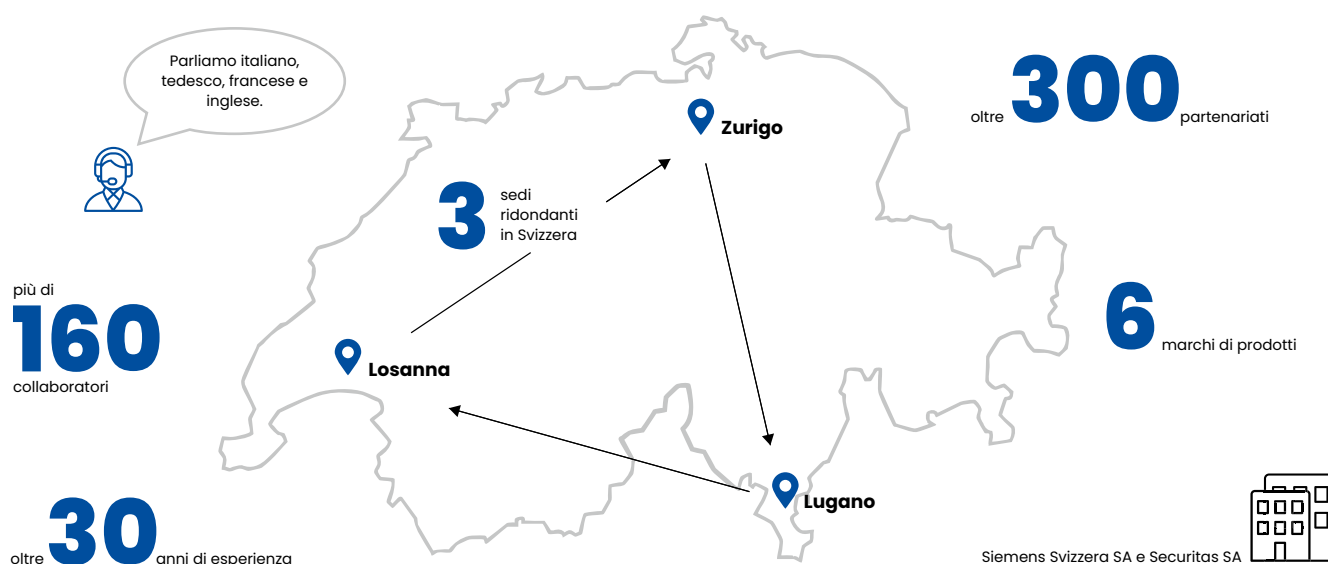 Parliamo italiano,
tedesco, francese e
inglese.
oltre 300 partenariati
Zurigo
3 sedi
ridondanti
in Svizzera
più di
160
collaboratori
6 marchi di prodotti
Losanna
Lugano
oltre 30 anni di esperienza
Siemens Svizzera SA e Securitas SA